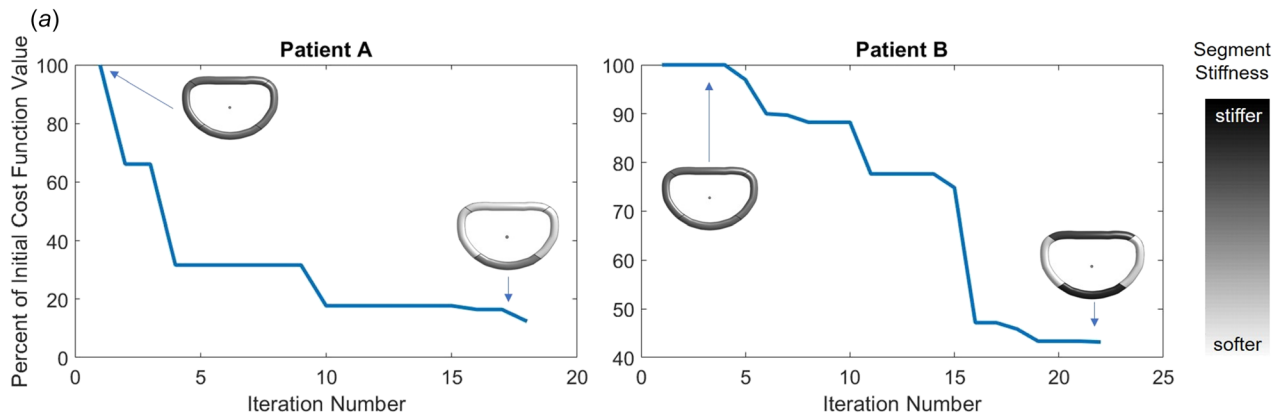 (a)
Patient A
Percent of Initial Cost Function Value
100
80
60
40
20
0
0 5 10 15 20
Iteration Number
Patient B
100
90
80
70
60
50
40
0 5 10 15 20 25
Iteration Number
Segment
Stiffness
stiffer
softer